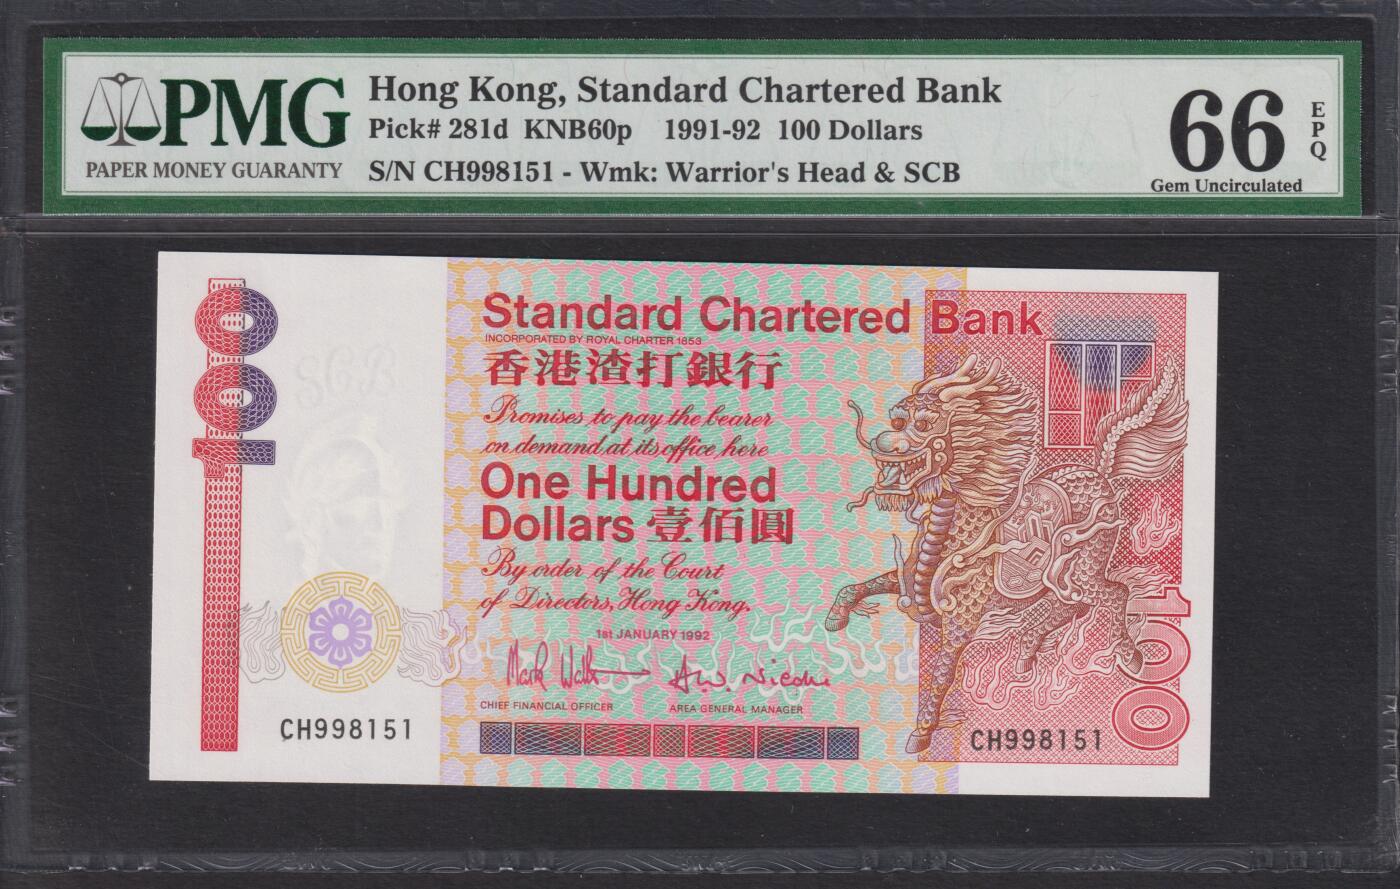 PMG
PAPER MONEY GUARANTY
Hong Kong, Standard Chartered Bank
Pick# 281d KNB60p 1991-92 100 Dollars
S/N CH998151 - Wmk: Warrior's Head & SCB
66
EPQ
Gem Uncirculated
100
SCB
Standard Chartered Bank
INCORPORATED BY ROYAL CHARTER 1853
香港渣打銀行
Promises to pay the bearer
on demand at its office here
One Hundred
Dollars 壹佰圓
By order of the Court
of Directors, Hong Kong.
1st JANUARY 1992
CHIEF FINANCIAL OFFICER
AREA GENERAL MANAGER
CH998151
CH998151
100